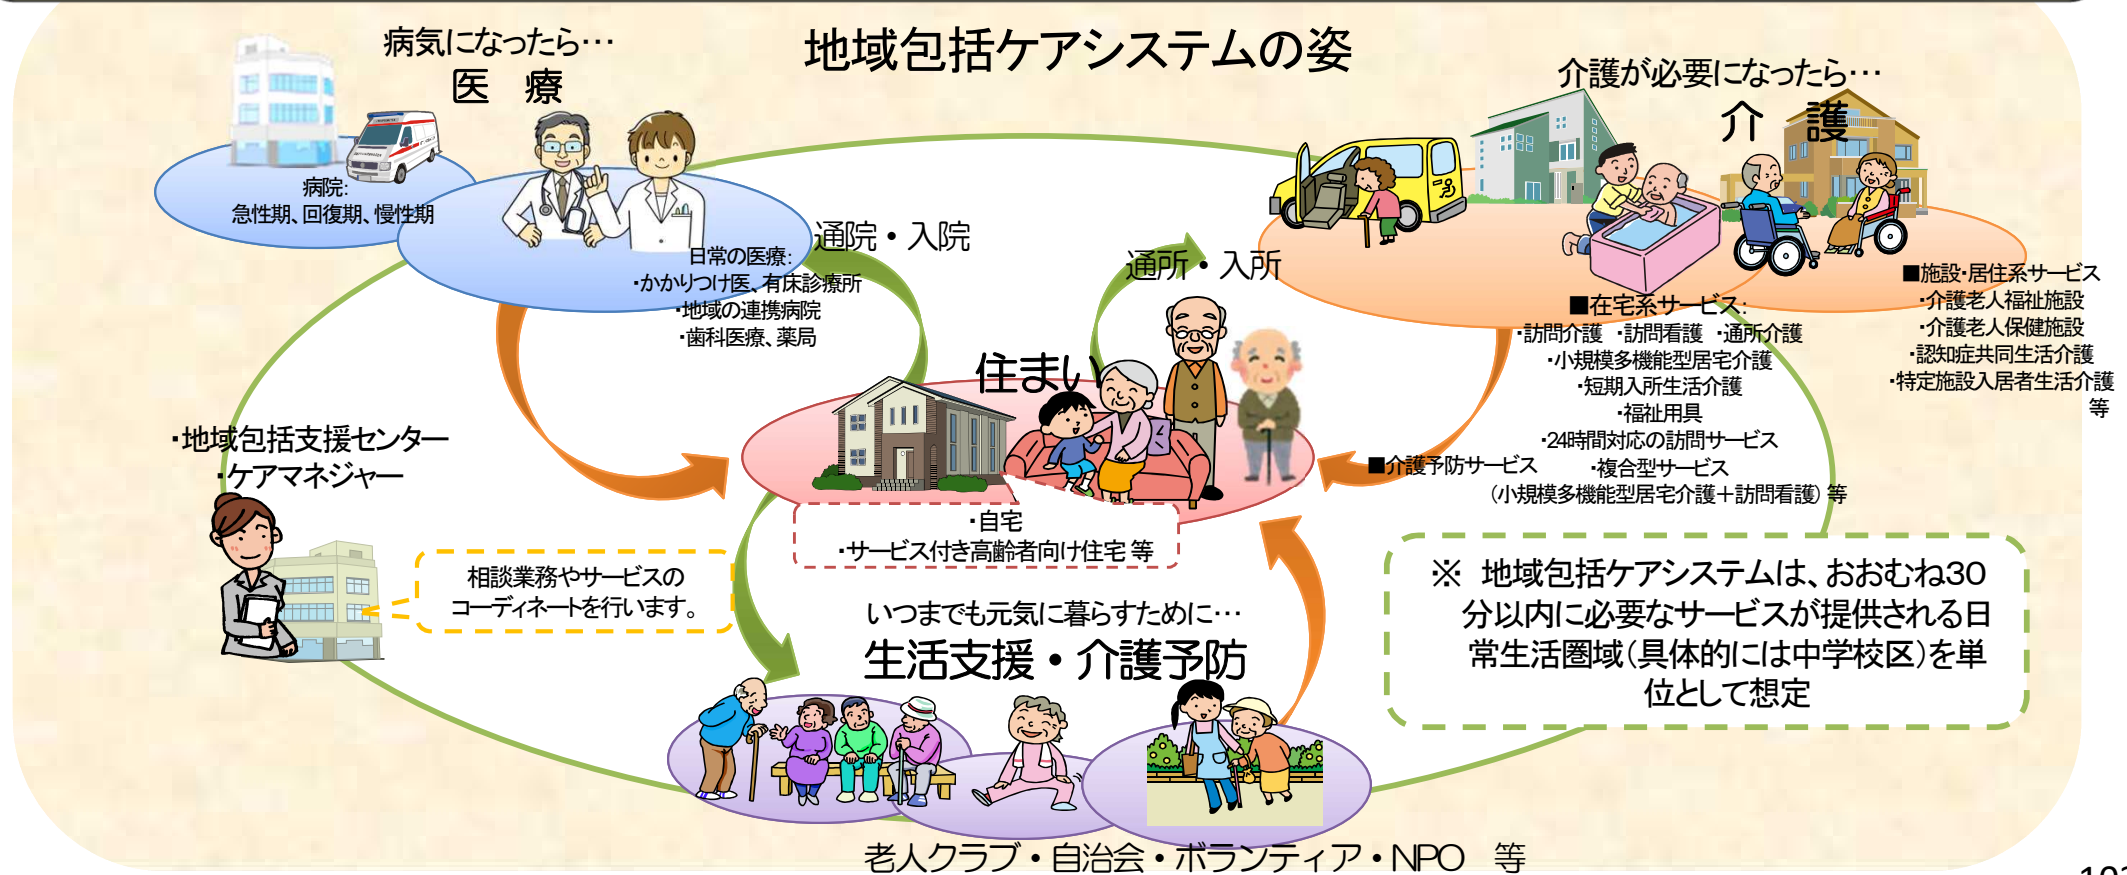 地域包括ケアシステムの姿
病気になったら…
医 療
病院:
急性期、回復期、慢性期
日常の医療:
・かかりつけ医、有床診療所
・地域の連携病院
・歯科医療、薬局
通院・入院
通所・入所
介護が必要になったら…
介 護
■在宅系サービス:
・訪問介護 ・訪問看護 ・通所介護
・小規模多機能型居宅介護
・短期入所生活介護
・福祉用具
・24時間対応の訪問サービス
・複合型サービス
(小規模多機能型居宅介護+訪問看護) 等
■介護予防サービス
■施設・居住系サービス
・介護老人福祉施設
・介護老人保健施設
・認知症共同生活介護
・特定施設入居者生活介護
等
住まい
・自宅
・サービス付き高齢者向け住宅 等
・地域包括支援センター
・ケアマネジャー
相談業務やサービスの
コーディネートを行います。
いつまでも元気に暮らすために…
生活支援・介護予防
老人クラブ・自治会・ボランティア・NPO 等
※ 地域包括ケアシステムは、おおむね30
分以内に必要なサービスが提供される日
常生活圏域(具体的には中学校区)を単
位として想定